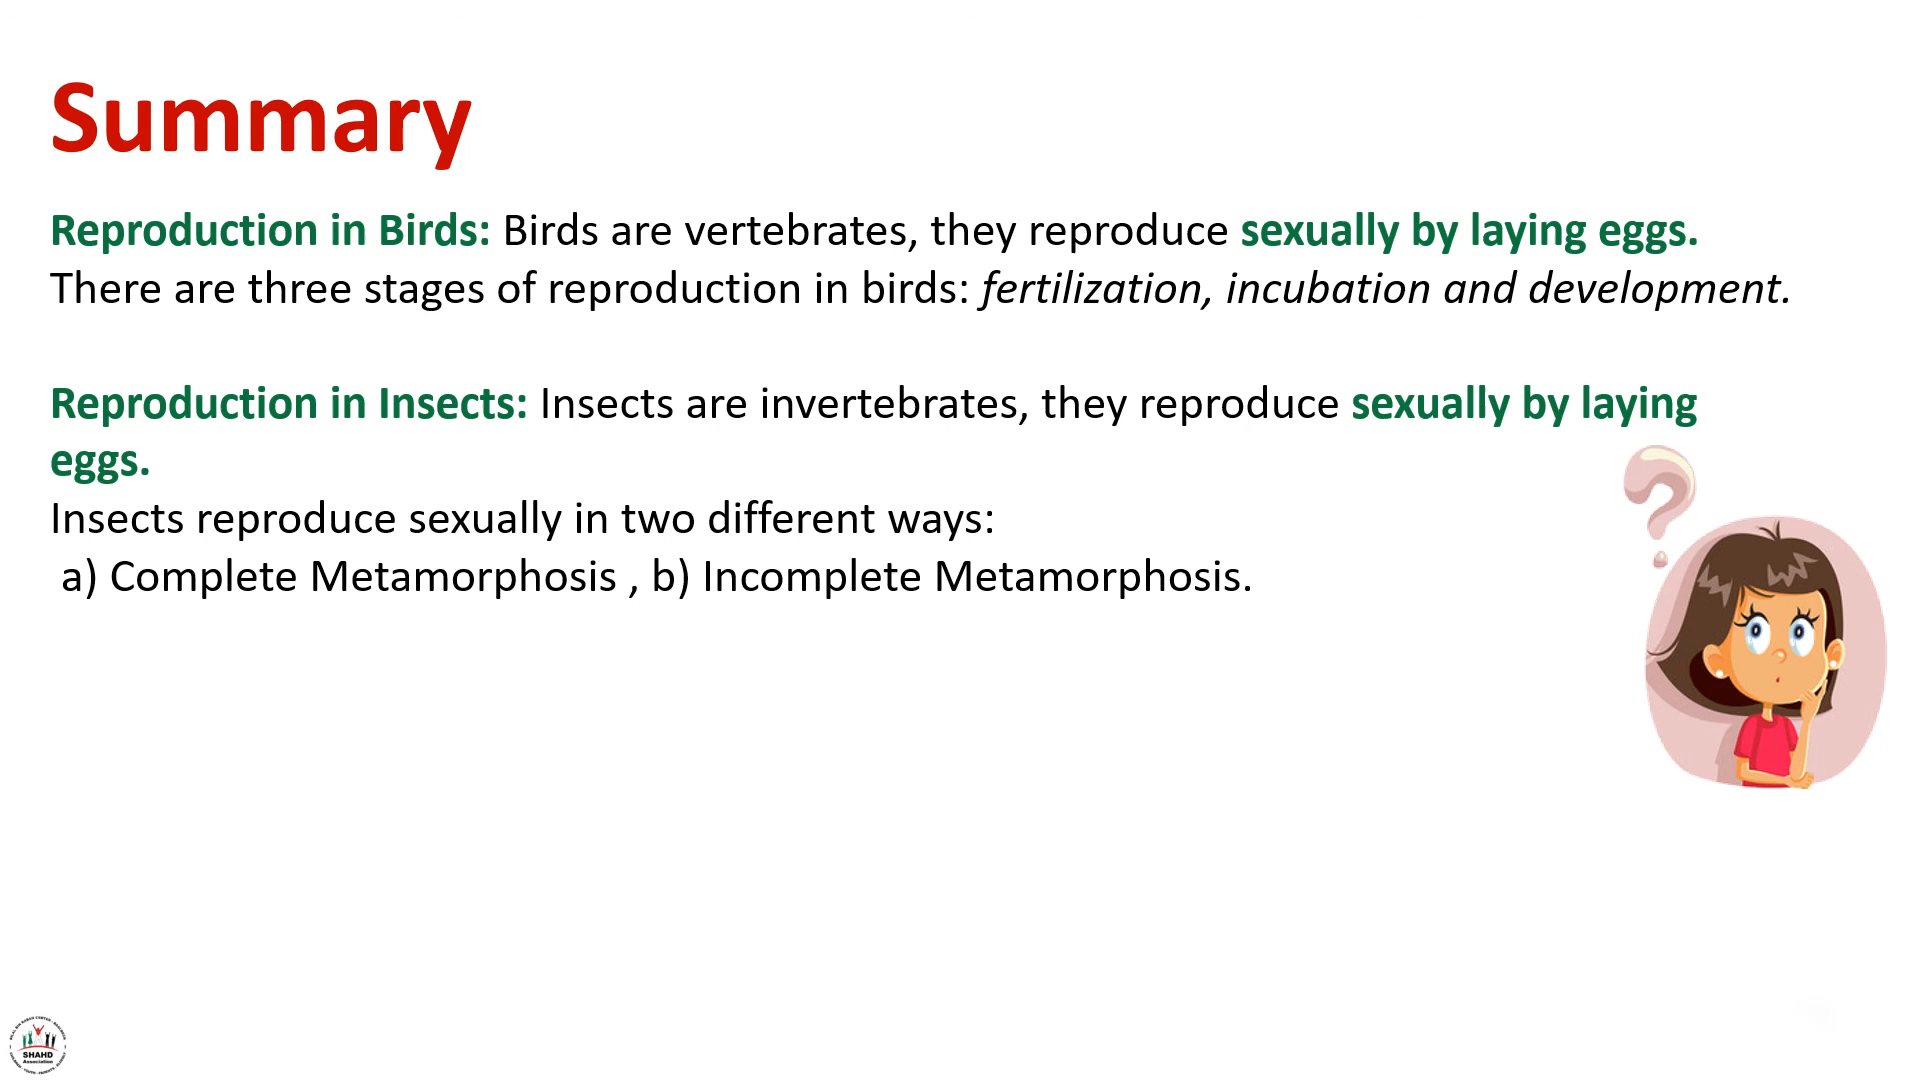 Summary
Reproduction in Birds: Birds are vertebrates, they reproduce sexually by laying eggs.
There are three stages of reproduction in birds: fertilization, incubation and development.
Reproduction in Insects: Insects are invertebrates, they reproduce sexually by laying
eggs.
Insects reproduce sexually in two different ways:
a) Complete Metamorphosis , b) Incomplete Metamorphosis.
SHAHD
Association